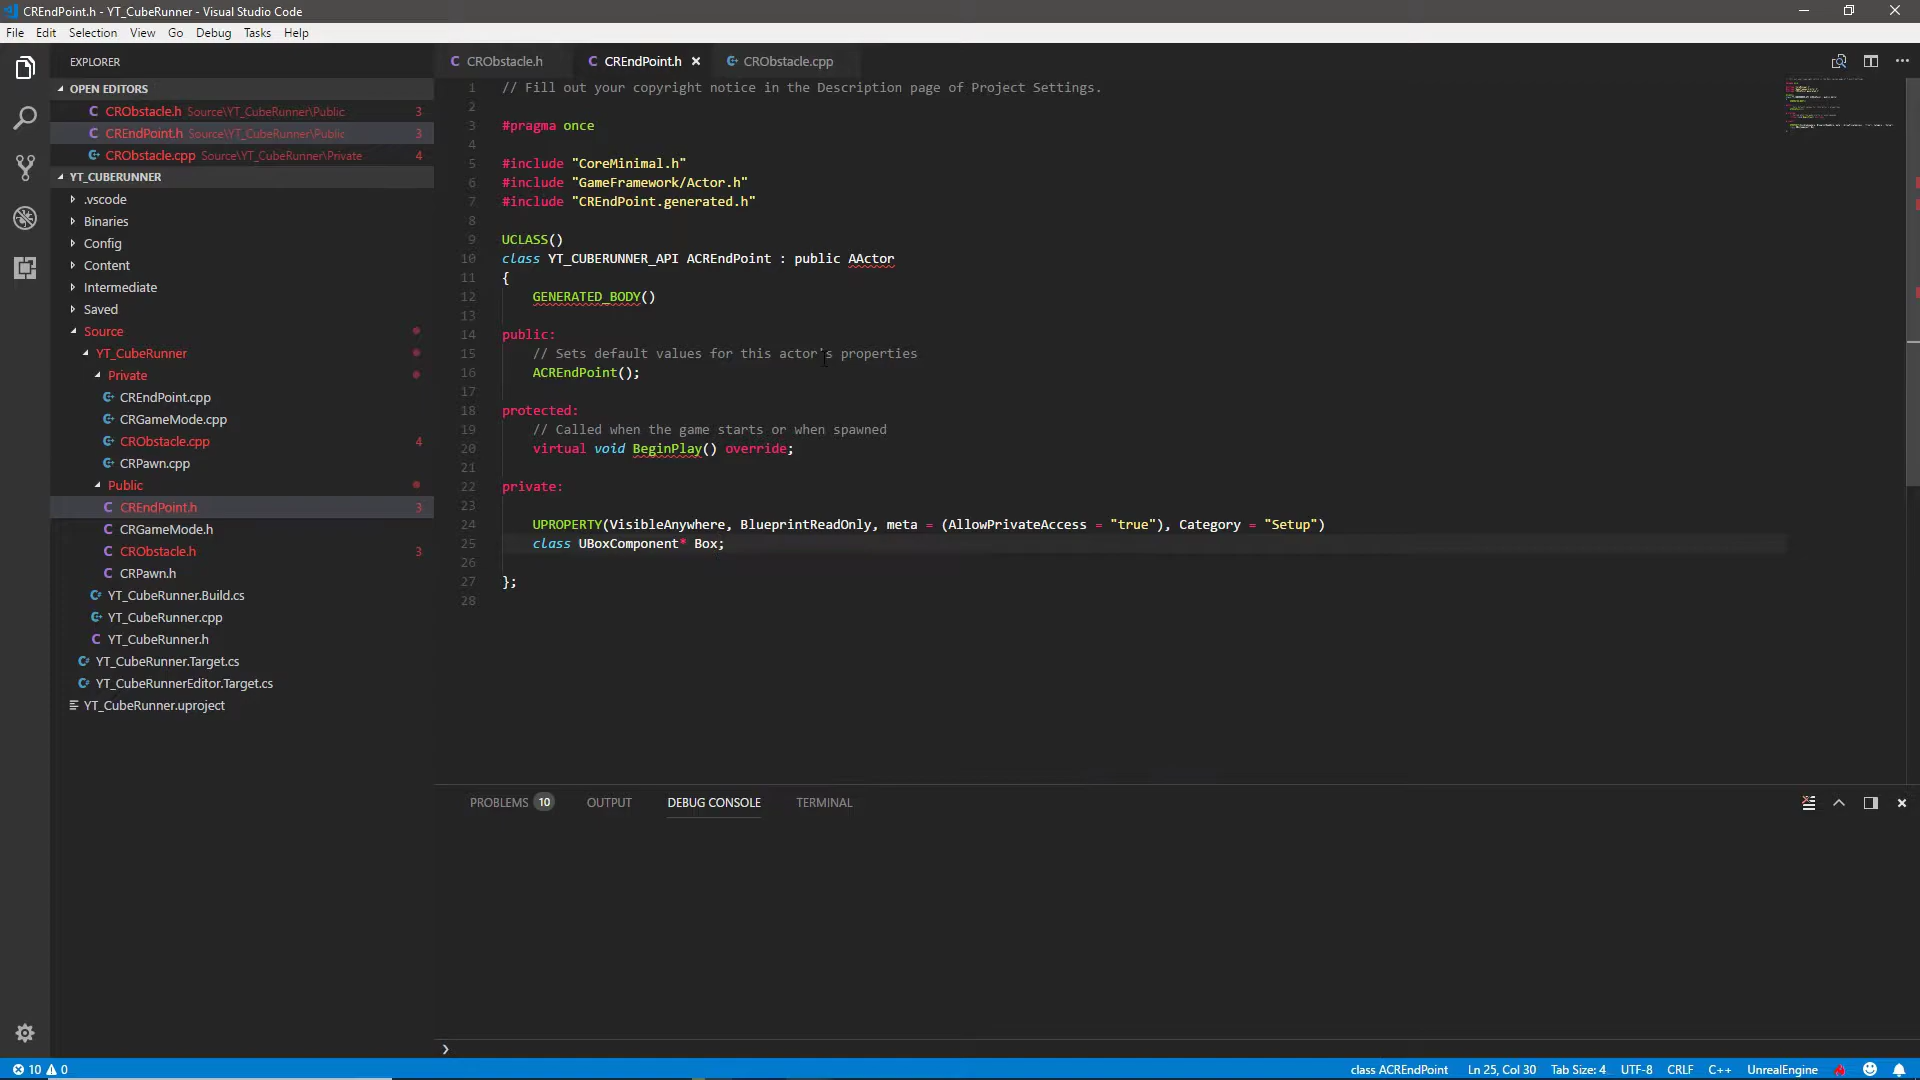 CREndPoint.h - YT_CubeRunner - Visual Studio Code
File Edit Selection View Go Debug Tasks Help
EXPLORER
OPEN EDITORS
CRObstacle.h Source\YT_CubeRunner\Public 3
CREndPoint.h Source\YT_CubeRunner\Public 3
CRObstacle.cpp Source\YT_CubeRunner\Private 4
YT_CUBERUNNER
.vscode
Binaries
Config
Content
Intermediate
Saved
Source
YT_CubeRunner
Private
CREndPoint.cpp
CRGameMode.cpp
CRObstacle.cpp 4
CRPawn.cpp
Public
CREndPoint.h 3
CRGameMode.h
CRObstacle.h 3
CRPawn.h
YT_CubeRunner.Build.cs
YT_CubeRunner.cpp
YT_CubeRunner.h
YT_CubeRunner.Target.cs
YT_CubeRunnerEditor.Target.cs
YT_CubeRunner.uproject
CRObstacle.h CREndPoint.h CRObstacle.cpp
1 // Fill out your copyright notice in the Description page of Project Settings.
2
3 #pragma once
4
5 #include "CoreMinimal.h"
6 #include "GameFramework/Actor.h"
7 #include "CREndPoint.generated.h"
8
9 UCLASS()
10 class YT_CUBERUNNER_API ACREndPoint : public AActor
11 {
12 GENERATED_BODY()
13
14 public:
15 // Sets default values for this actor's properties
16 ACREndPoint();
17
18 protected:
19 // Called when the game starts or when spawned
20 virtual void BeginPlay() override;
21
22 private:
23
24 UPROPERTY(VisibleAnywhere, BlueprintReadOnly, meta = (AllowPrivateAccess = "true"), Category = "Setup")
25 class UBoxComponent* Box;
26
27 };
28
PROBLEMS 10 OUTPUT DEBUG CONSOLE TERMINAL
10 0 class ACREndPoint Ln 25, Col 30 Tab Size: 4 UTF-8 CRLF C++ UnrealEngine